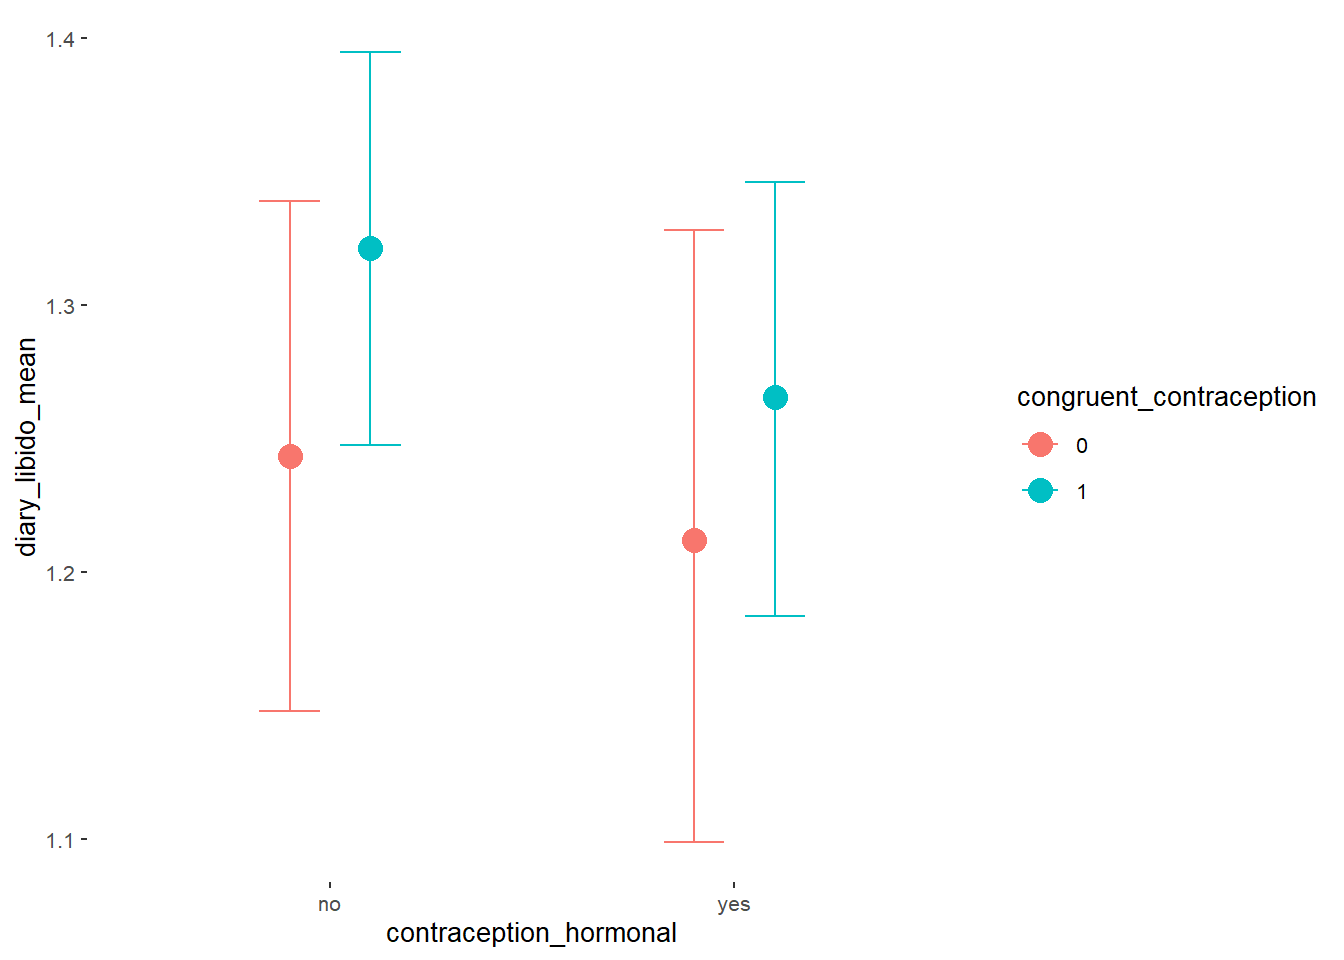 1.4
1.3
1.2
1.1
diary_libido_mean
no
yes
contraception_hormonal
congruent_contraception
0
1